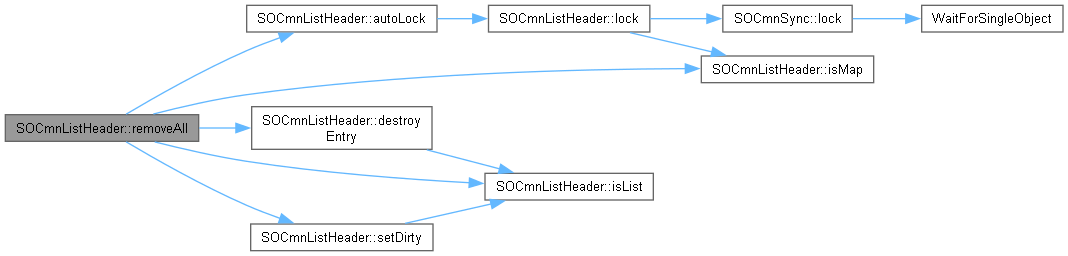 SOCmnListHeader::autoLock
SOCmnListHeader::lock
SOCmnSync::lock
WaitForSingleObject
SOCmnListHeader::isMap
SOCmnListHeader::removeAll
SOCmnListHeader::destroy
Entry
SOCmnListHeader::isList
SOCmnListHeader::setDirty